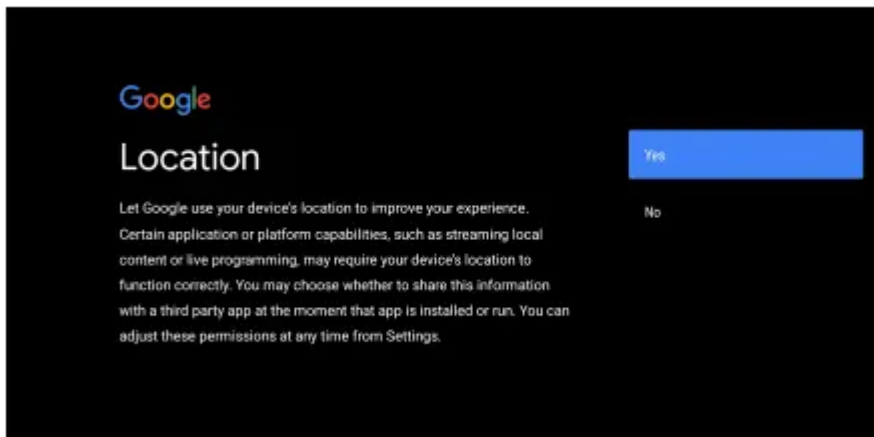 Google
Location
Let Google use your device's location to improve your experience.
Certain application or platform capabilities, such as streaming local
content or live programming, may require your device's location to
function correctly. You may choose whether to share this information
with a third party app at the moment that app is installed or run. You can
adjust these permissions at any time from Settings.
Yes
No